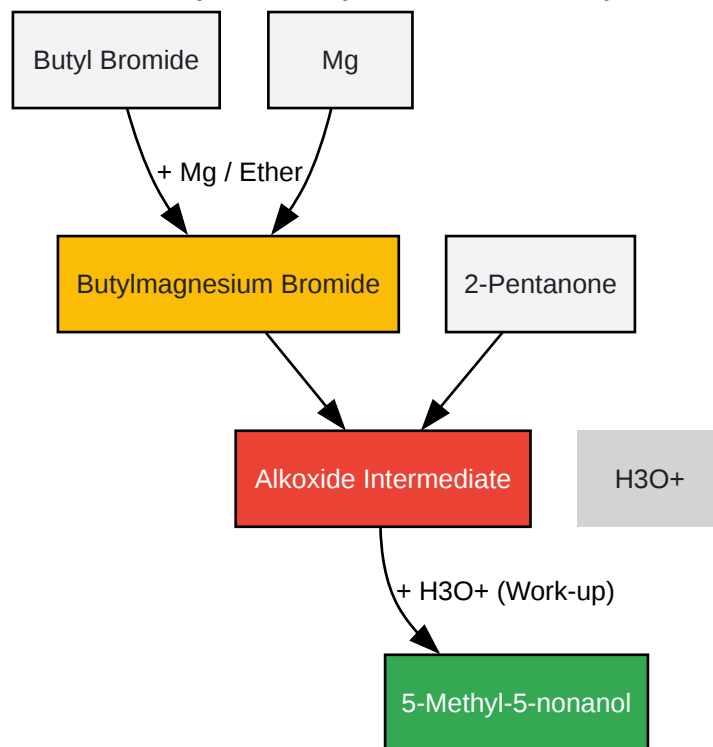 Butyl Bromide
Mg
+ Mg / Ether
Butylmagnesium Bromide
2-Pentanone
Alkoxide Intermediate
H3O+
+ H3O+ (Work-up)
5-Methyl-5-nonanol